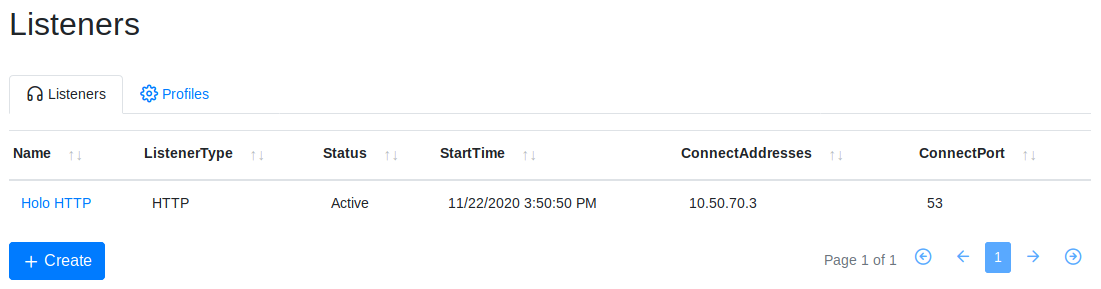 Listeners
Listeners Profiles
Name ↑↓ ListenerType ↑↓ Status ↑↓ StartTime ↑↓ ConnectAddresses ↑↓ ConnectPort ↑↓
Holo HTTP HTTP Active 11/22/2020 3:50:50 PM 10.50.70.3 53
+ Create Page 1 of 1 1